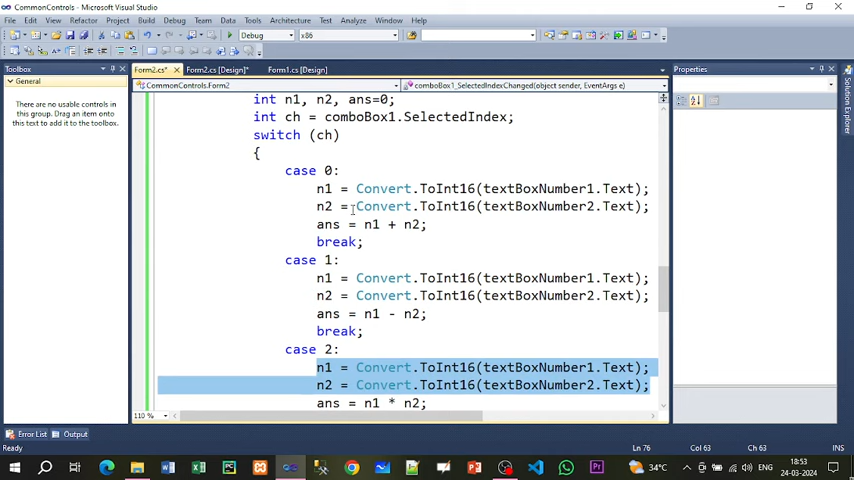 CommonControls - Microsoft Visual Studio
File Edit View Refactor Project Build Debug Team Data Tools Architecture Test Analyze Window Help
Debug x86
Toolbox
Form2.cs* Form2.cs [Design]* Form1.cs [Design]
Properties
General
CommonControls.Form2 comboBox1_SelectedIndexChanged(object sender, EventArgs e)
There are no usable controls in this group. Drag an item onto this text to add it to the toolbox.
Solution Explorer
int n1, n2, ans=0;
int ch = comboBox1.SelectedIndex;
switch (ch)
{
case 0:
n1 = Convert.ToInt16(textBoxNumber1.Text);
n2 = Convert.ToInt16(textBoxNumber2.Text);
ans = n1 + n2;
break;
case 1:
n1 = Convert.ToInt16(textBoxNumber1.Text);
n2 = Convert.ToInt16(textBoxNumber2.Text);
ans = n1 - n2;
break;
case 2:
n1 = Convert.ToInt16(textBoxNumber1.Text);
n2 = Convert.ToInt16(textBoxNumber2.Text);
ans = n1 * n2;
110 %
Error List Output
Ready Ln 76 Col 63 Ch 63 INS
34°C ENG 18:53
24-03-2024